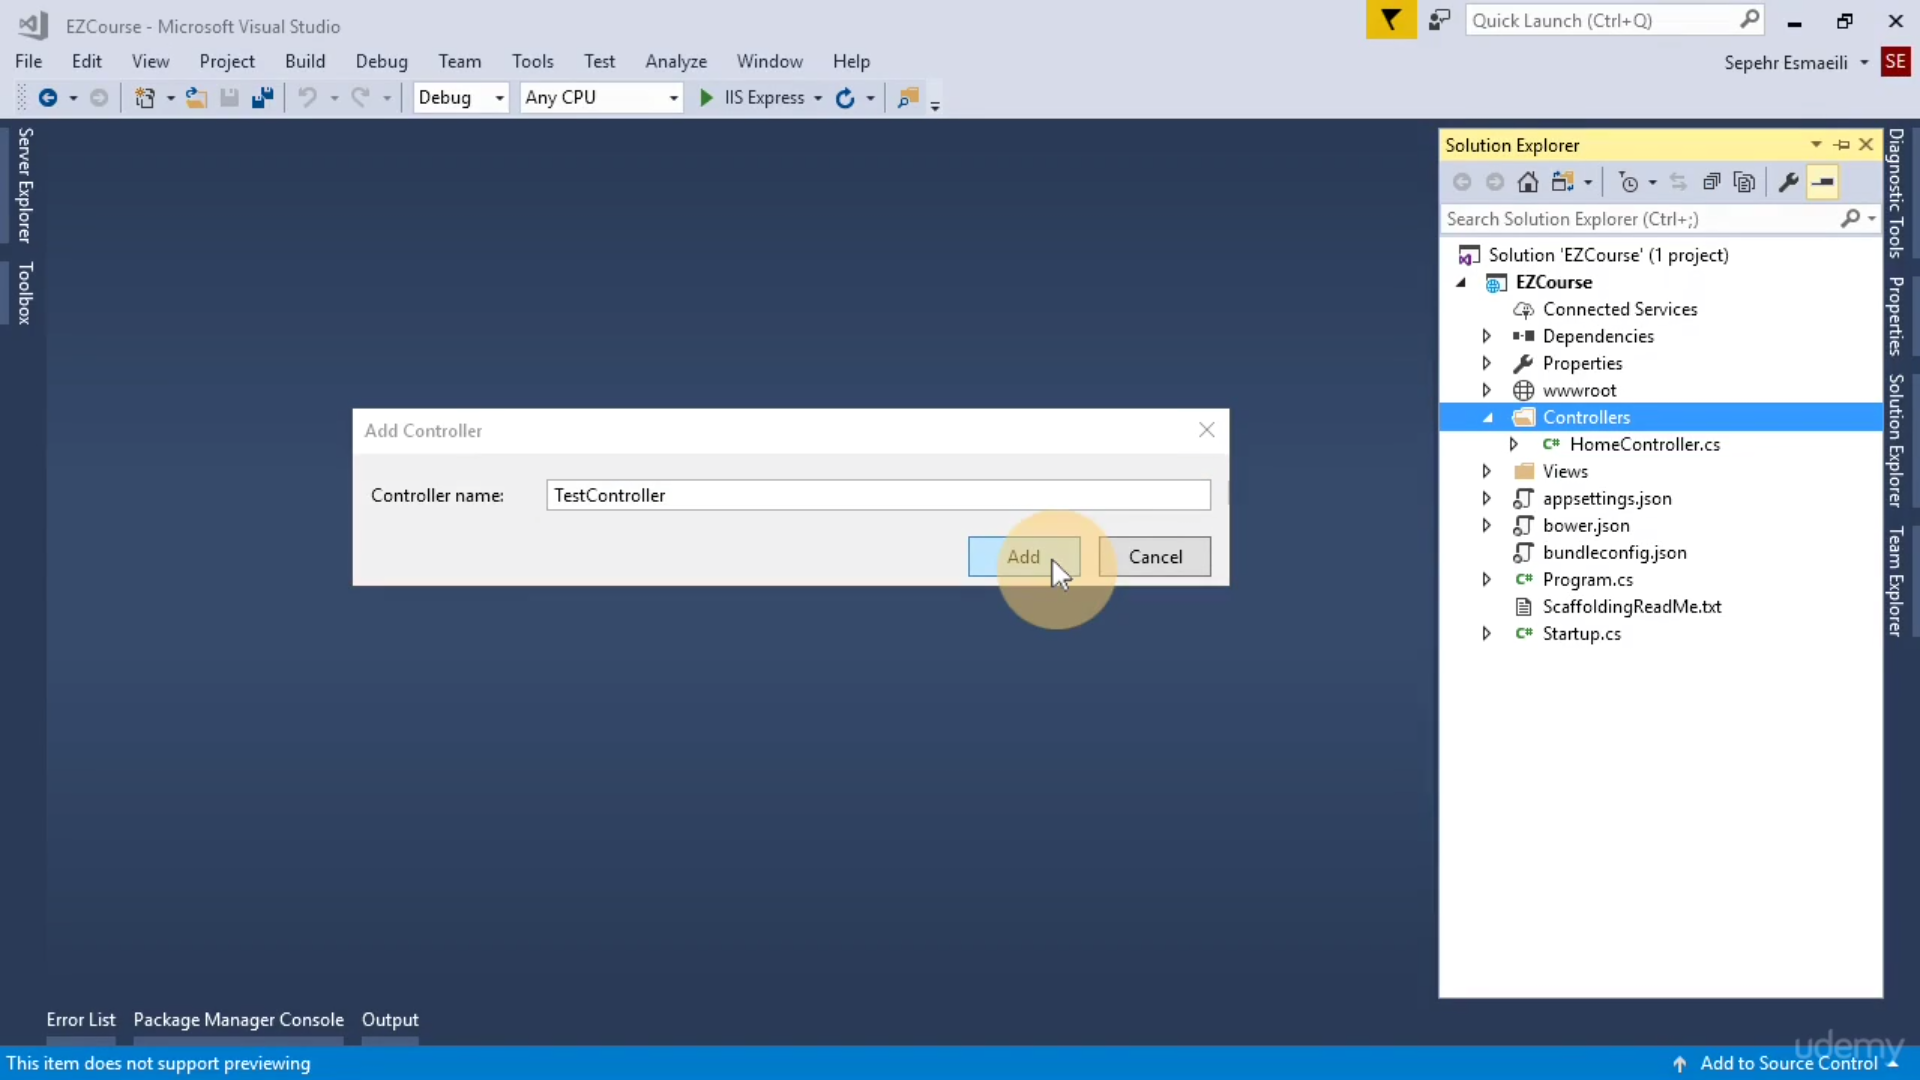 EZCourse - Microsoft Visual Studio
Quick Launch (Ctrl+Q)
File Edit View Project Build Debug Team Tools Test Analyze Window Help
Sepehr Esmaeili SE
Debug Any CPU IIS Express
Server Explorer
Toolbox
Solution Explorer
Search Solution Explorer (Ctrl+;)
Solution 'EZCourse' (1 project)
EZCourse
Connected Services
Dependencies
Properties
wwwroot
Controllers
C# HomeController.cs
Views
appsettings.json
bower.json
bundleconfig.json
C# Program.cs
ScaffoldingReadMe.txt
C# Startup.cs
Diagnostic Tools
Properties
Solution Explorer
Team Explorer
Add Controller
Controller name: TestController
Add Cancel
Error List Package Manager Console Output
This item does not support previewing
Add to Source Control
udemy